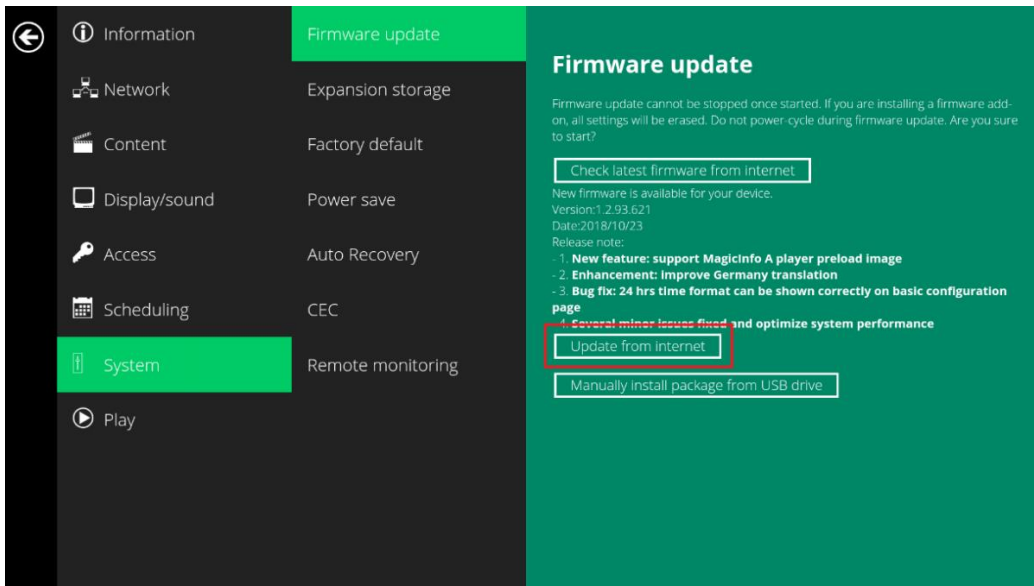 Information
Network
Content
Display/sound
Access
Scheduling
System
Play
Firmware update
Expansion storage
Factory default
Power save
Auto Recovery
CEC
Remote monitoring
Firmware update
Firmware update cannot be stopped once started. If you are installing a firmware add-
on, all settings will be erased. Do not power-cycle during firmware update. Are you sure
to start?
Check latest firmware from internet
New firmware is available for your device.
Version:1.2.93.621
Date:2018/10/23
Release note:
- 1. New feature: support MagicInfo A player preload image
- 2. Enhancement: improve Germany translation
- 3. Bug fix: 24 hrs time format can be shown correctly on basic configuration
page
- 4. Several minor issues fixed and optimize system performance
Update from internet
Manually install package from USB drive